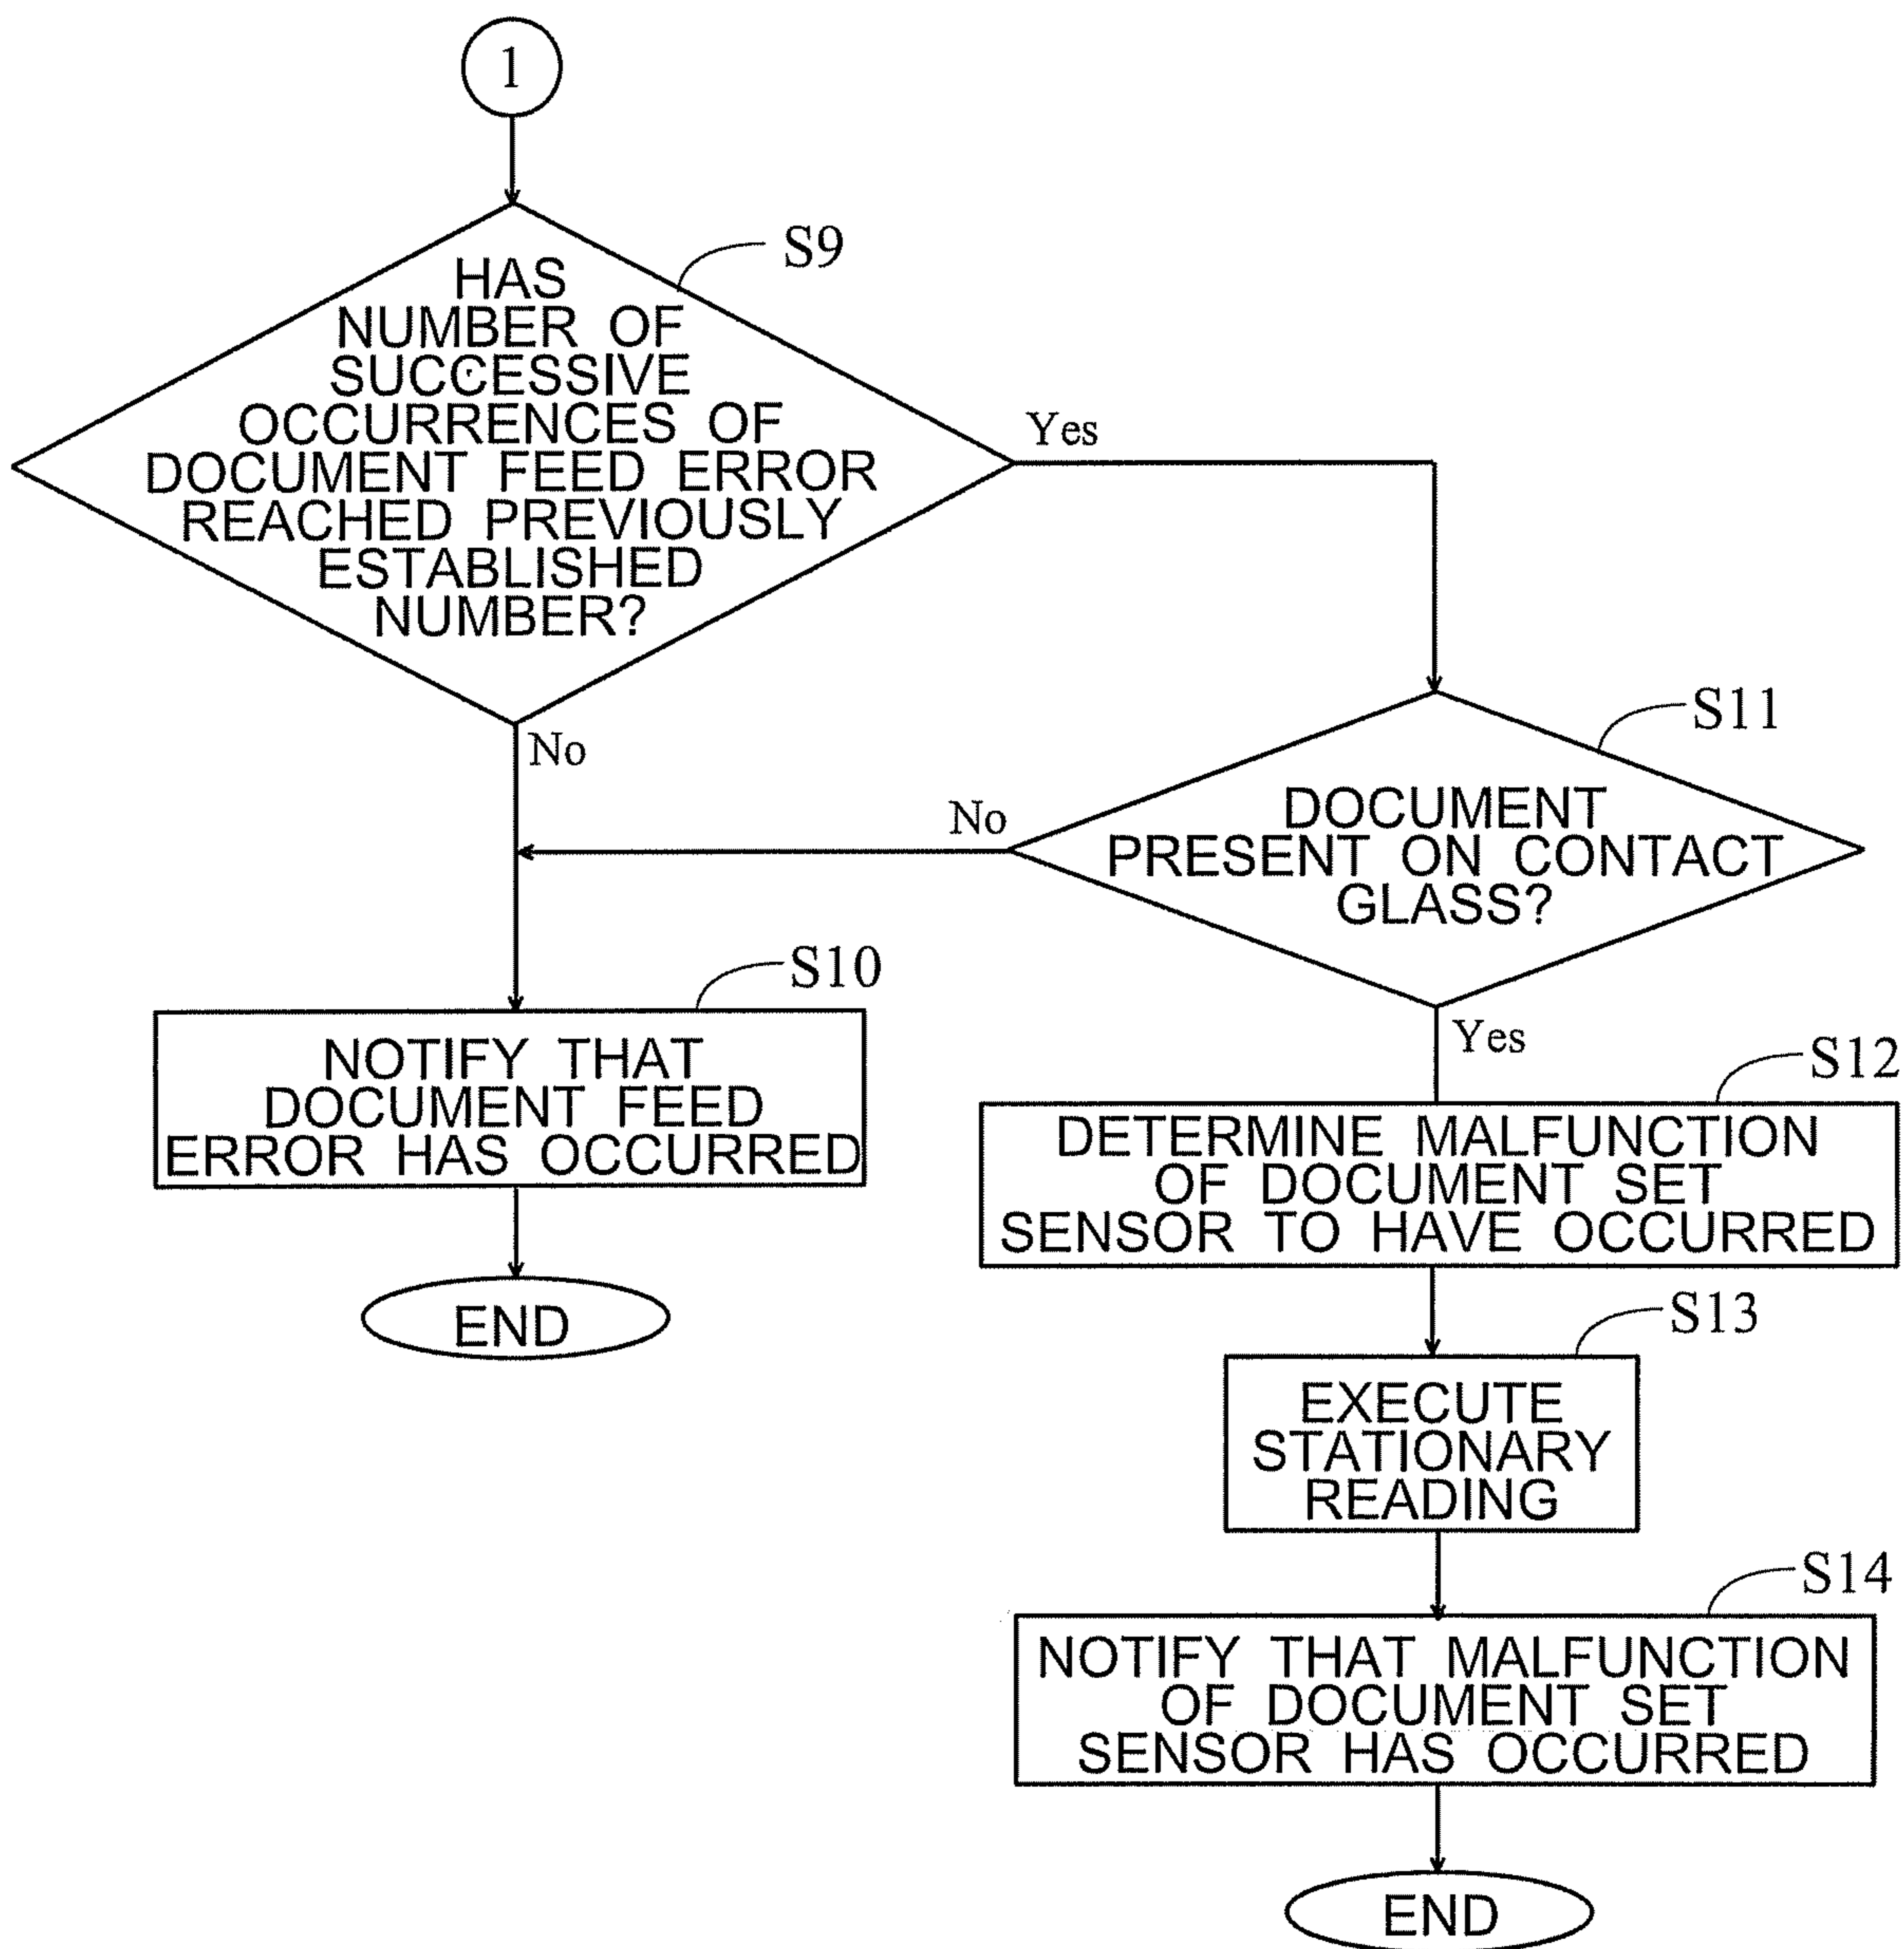 1
S9
HAS
NUMBER OF
SUCCESSIVE
OCCURRENCES OF
DOCUMENT FEED ERROR
REACHED PREVIOUSLY
ESTABLISHED
NUMBER?
Yes
No
S11
DOCUMENT
PRESENT ON CONTACT
GLASS?
No
Yes
S10
NOTIFY THAT
DOCUMENT FEED
ERROR HAS OCCURRED
END
S12
DETERMINE MALFUNCTION
OF DOCUMENT SET
SENSOR TO HAVE OCCURRED
S13
EXECUTE
STATIONARY
READING
S14
NOTIFY THAT MALFUNCTION
OF DOCUMENT SET
SENSOR HAS OCCURRED
END